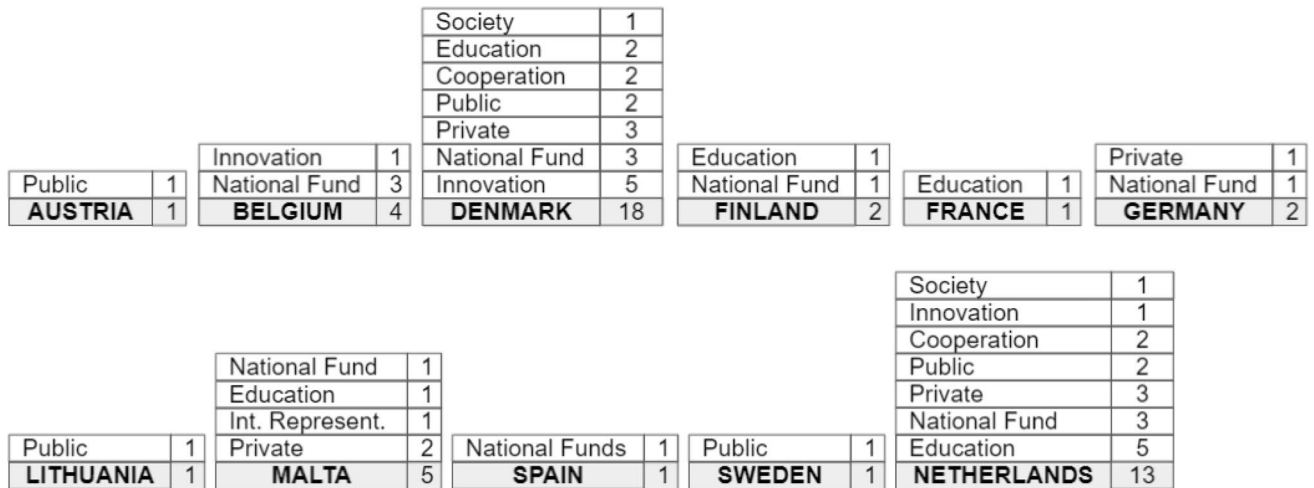 Society 1
Education 2
Cooperation 2
Public 2
Private 3
Innovation 1
National Fund 3
Education 1
Private 1
Public 1
National Fund 3
Innovation 5
National Fund 1
Education 1
National Fund 1
AUSTRIA 1
BELGIUM 4
DENMARK 18
FINLAND 2
FRANCE 1
GERMANY 2
Society 1
Innovation 1
Cooperation 2
National Fund 1
Public 2
Education 1
Private 3
Int. Represent. 1
National Fund 3
Public 1
Private 2
National Funds 1
Public 1
Education 5
LITHUANIA 1
MALTA 5
SPAIN 1
SWEDEN 1
NETHERLANDS 13